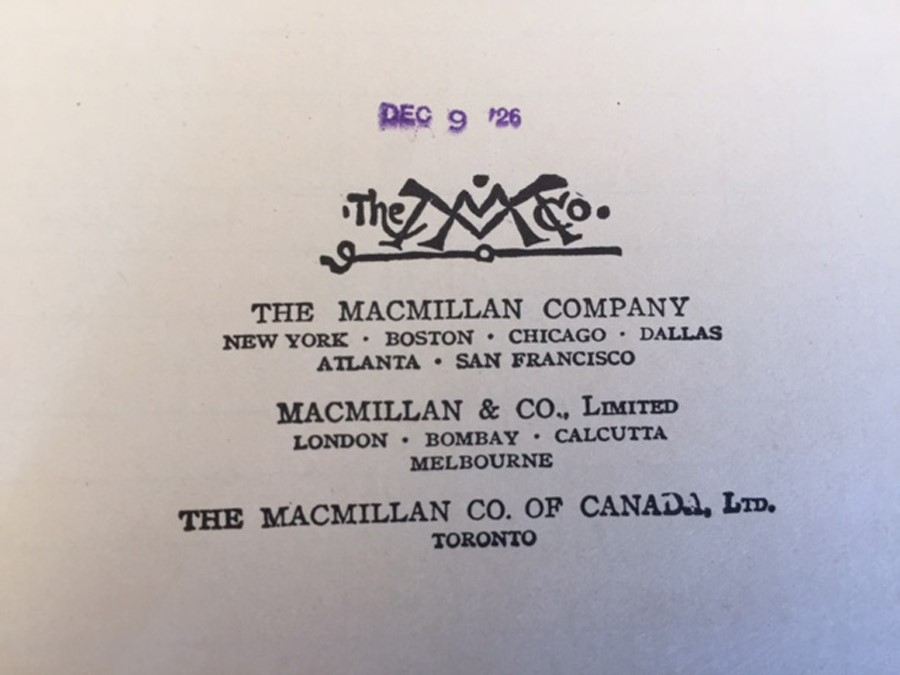 DEC 9 '26
·The M Co·
THE MACMILLAN COMPANY
NEW YORK · BOSTON · CHICAGO · DALLAS
ATLANTA · SAN FRANCISCO
MACMILLAN & CO., LIMITED
LONDON · BOMBAY · CALCUTTA
MELBOURNE
THE MACMILLAN CO. OF CANADA, LTD.
TORONTO